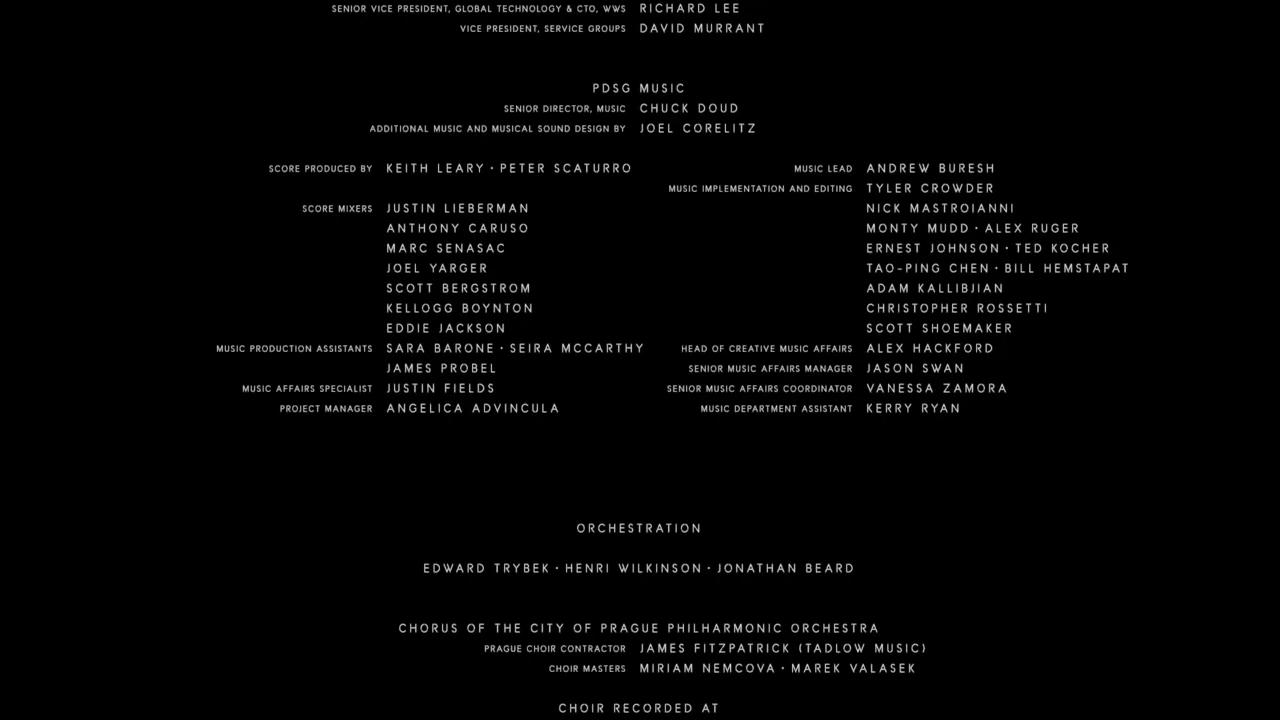 SENIOR VICE PRESIDENT, GLOBAL TECHNOLOGY & CTO, WWS RICHARD LEE
VICE PRESIDENT, SERVICE GROUPS DAVID MURRANT
PDSG MUSIC
SENIOR DIRECTOR, MUSIC CHUCK DOUD
ADDITIONAL MUSIC AND MUSICAL SOUND DESIGN BY JOEL CORELITZ
SCORE PRODUCED BY KEITH LEARY · PETER SCATURRO
SCORE MIXERS JUSTIN LIEBERMAN
ANTHONY CARUSO
MARC SENASAC
JOEL YARGER
SCOTT BERGSTROM
KELLOGG BOYNTON
EDDIE JACKSON
MUSIC PRODUCTION ASSISTANTS SARA BARONE · SEIRA MCCARTHY
JAMES PROBEL
MUSIC AFFAIRS SPECIALIST JUSTIN FIELDS
PROJECT MANAGER ANGELICA ADVINCULA
MUSIC LEAD ANDREW BURESH
MUSIC IMPLEMENTATION AND EDITING TYLER CROWDER
NICK MASTROIANNI
MONTY MUDD · ALEX RUGER
ERNEST JOHNSON · TED KOCHER
TAO-PING CHEN · BILL HEMSTAPAT
ADAM KALLIBJIAN
CHRISTOPHER ROSSETTI
SCOTT SHOEMAKER
HEAD OF CREATIVE MUSIC AFFAIRS ALEX HACKFORD
SENIOR MUSIC AFFAIRS MANAGER JASON SWAN
SENIOR MUSIC AFFAIRS COORDINATOR VANESSA ZAMORA
MUSIC DEPARTMENT ASSISTANT KERRY RYAN
ORCHESTRATION
EDWARD TRYBEK · HENRI WILKINSON · JONATHAN BEARD
CHORUS OF THE CITY OF PRAGUE PHILHARMONIC ORCHESTRA
PRAGUE CHOIR CONTRACTOR JAMES FITZPATRICK (TADLOW MUSIC)
CHOIR MASTERS MIRIAM NEMCOVA · MAREK VALASEK
CHOIR RECORDED AT